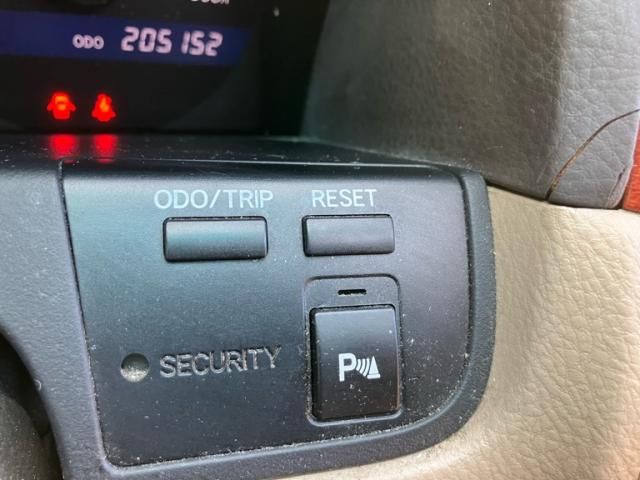 ODO 205152
ODO/TRIP RESET
SECURITY
P